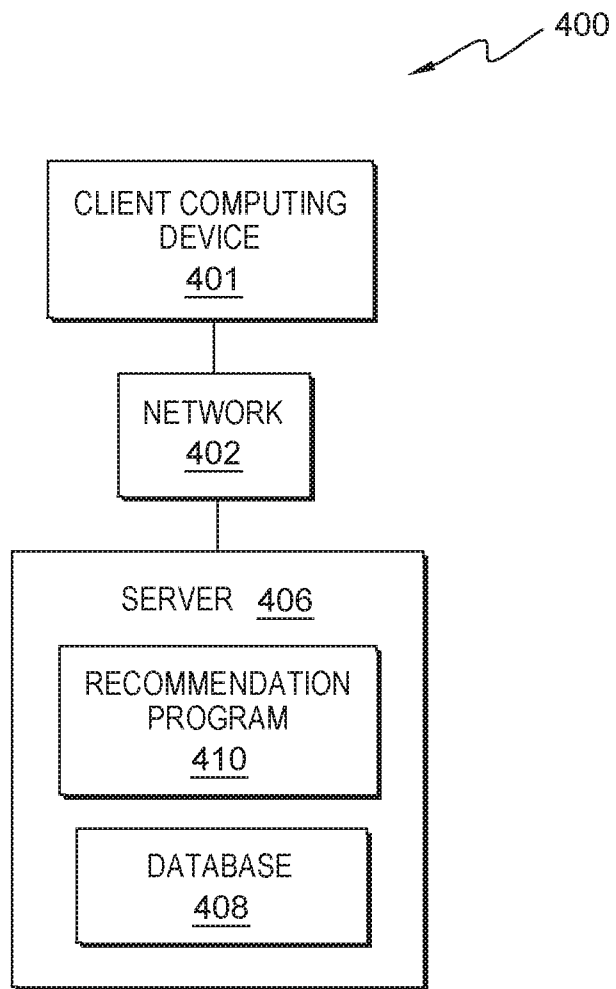 400
CLIENT COMPUTING
DEVICE
401
NETWORK
402
SERVER 406
RECOMMENDATION
PROGRAM
410
DATABASE
408